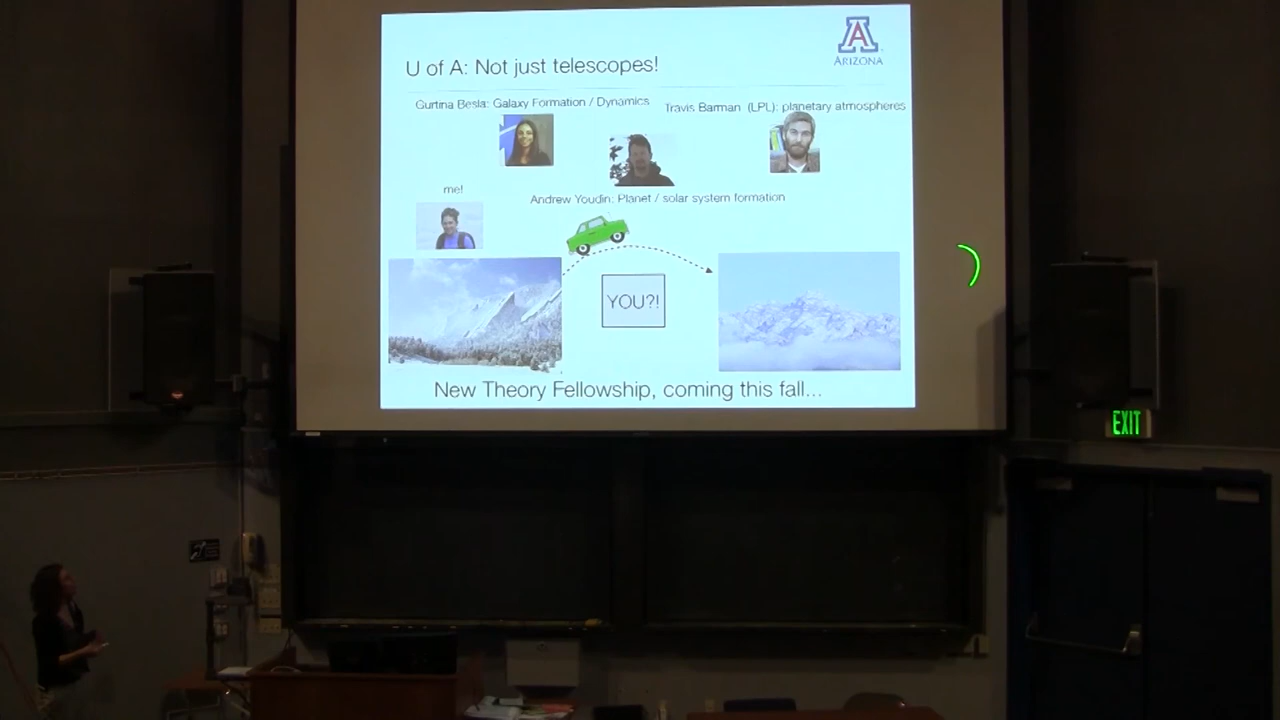 U of A: Not just telescopes!
A
ARIZONA
Gurtina Besla: Galaxy Formation / Dynamics
Travis Barman (LPL): planetary atmospheres
me!
Andrew Youdin: Planet / solar system formation
YOU?!
New Theory Fellowship, coming this fall...
EXIT